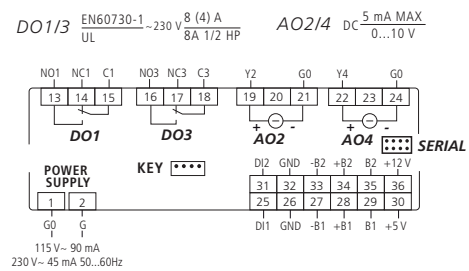 DO1/3 EN60730-1 UL ~230 V 8 (4) A 8A 1/2 HP AO2/4 DC 5 mA MAX 0...10 V
NO1 NC1 C1 NO3 NC3 C3 Y2 G0 Y4 G0
13 14 15 16 17 18 19 20 21 22 23 24
DO1 DO3 + - AO2 + - AO4 SERIAL
POWER SUPPLY KEY
DI2 GND -B2 +B2 B2 +12 V
31 32 33 34 35 36
1 2 25 26 27 28 29 30
G0 G DI1 GND -B1 +B1 B1 +5 V
115 V~ 90 mA
230 V~ 45 mA 50...60Hz